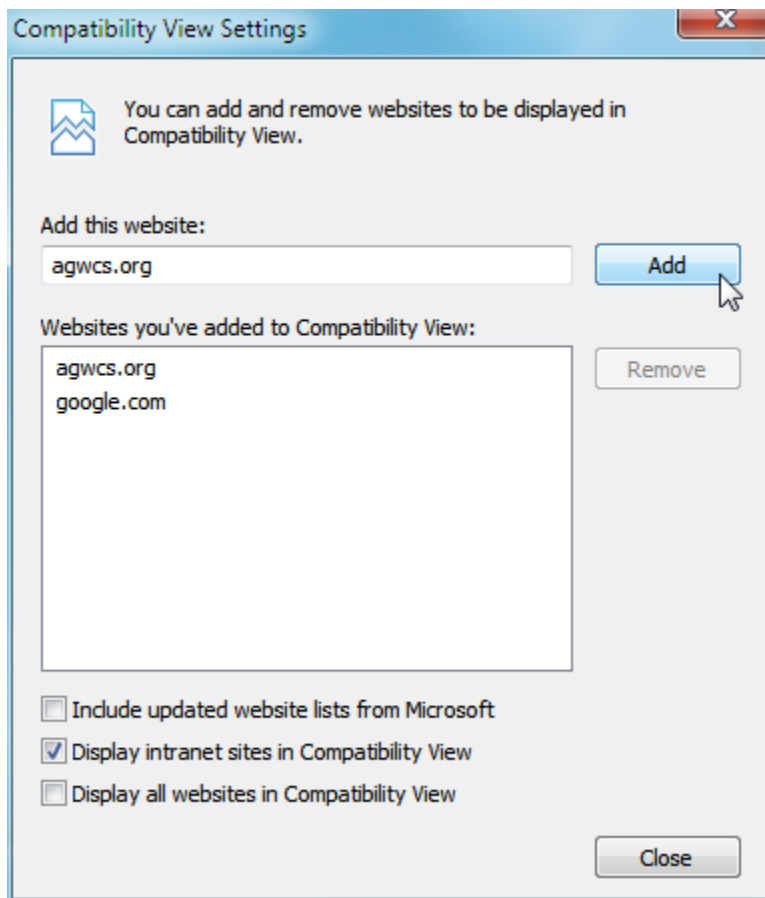 Compatibility View Settings
You can add and remove websites to be displayed in
Compatibility View.
Add this website:
agwcs.org
Add
Websites you've added to Compatibility View:
agwcs.org
google.com
Remove
Include updated website lists from Microsoft
Display intranet sites in Compatibility View
Display all websites in Compatibility View
Close